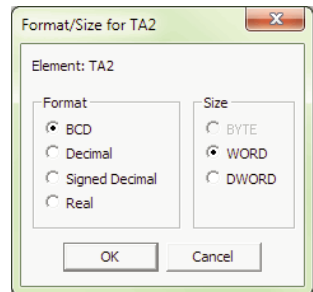 Format/Size for TA2
Element: TA2
Format
BCD
Decimal
Signed Decimal
Real
Size
BYTE
WORD
DWORD
OK
Cancel